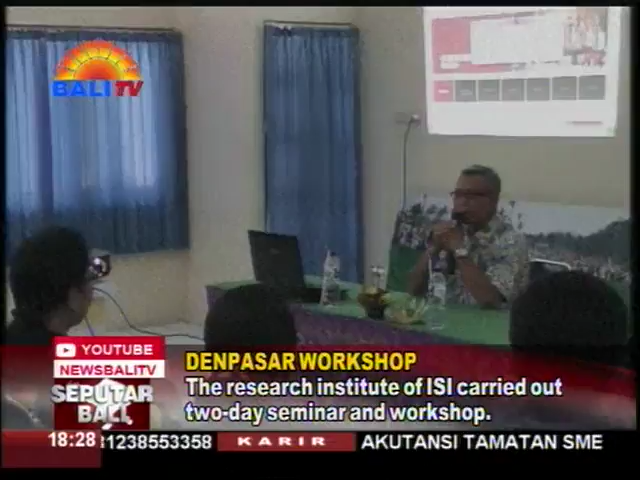 BALI TV
YOUTUBE
NEWSBALITV
SEPUTAR
BALI
DENPASAR WORKSHOP
The research institute of ISI carried out
two-day seminar and workshop.
18:28
1238553358 KARIR AKUTANSI TAMATAN SME